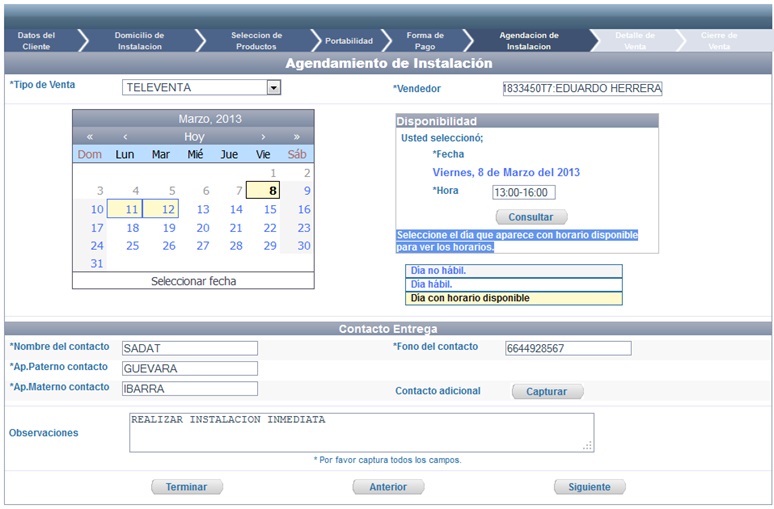 Datos del Cliente
Domicilio de Instalacion
Seleccion de Productos
Portabilidad
Forma de Pago
Agendacion de Instalacion
Detalle de Venta
Cierre de Venta
Agendamiento de Instalación
*Tipo de Venta
TELEVENTA
*Vendedor
1833450T7:EDUARDO HERRERA
Marzo, 2013
« ‹ Hoy › »
Dom Lun Mar Mié Jue Vie Sáb
1 2
3 4 5 6 7 8 9
10 11 12 13 14 15 16
17 18 19 20 21 22 23
24 25 26 27 28 29 30
31
Seleccionar fecha
Disponibilidad
Usted seleccionó;
*Fecha
Viernes, 8 de Marzo del 2013
*Hora 13:00-16:00
Consultar
Seleccione el día que aparece con horario disponible
para ver los horarios.
Dia no hábil.
Dia hábil.
Dia con horario disponible
Contacto Entrega
*Nombre del contacto SADAT
*Fono del contacto 6644928567
*Ap.Paterno contacto GUEVARA
*Ap.Materno contacto IBARRA
Contacto adicional Capturar
Observaciones
REALIZAR INSTALACION INMEDIATA
* Por favor captura todos los campos.
Terminar
Anterior
Siguiente